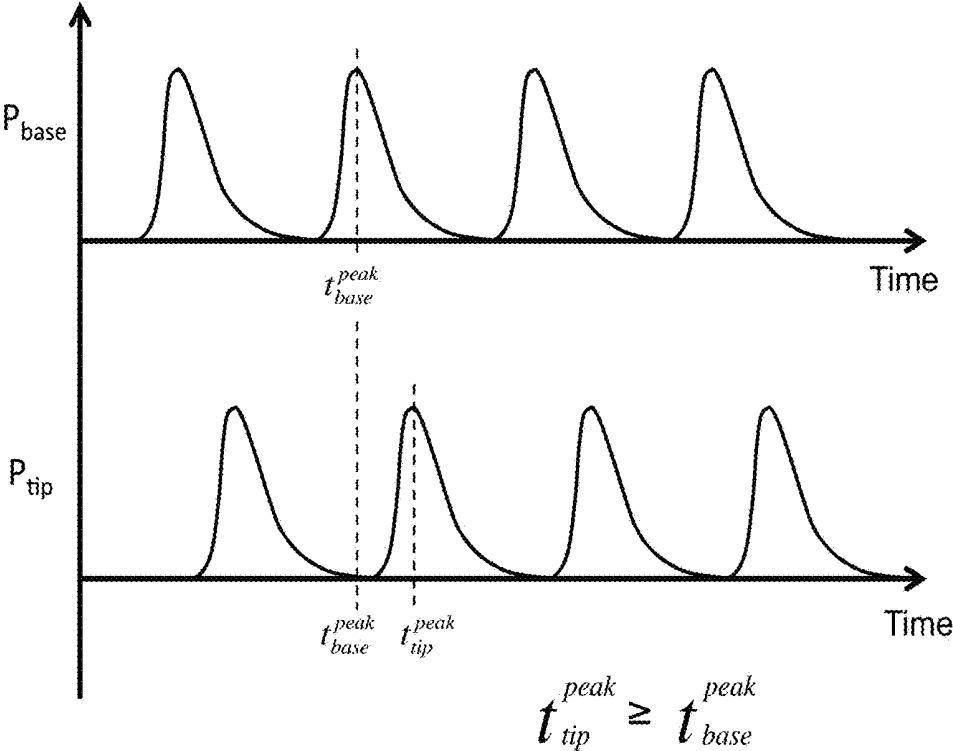 P_base
Time
t_base^peak
P_tip
Time
t_base^peak t_tip^peak
t_tip^peak ≥ t_base^peak